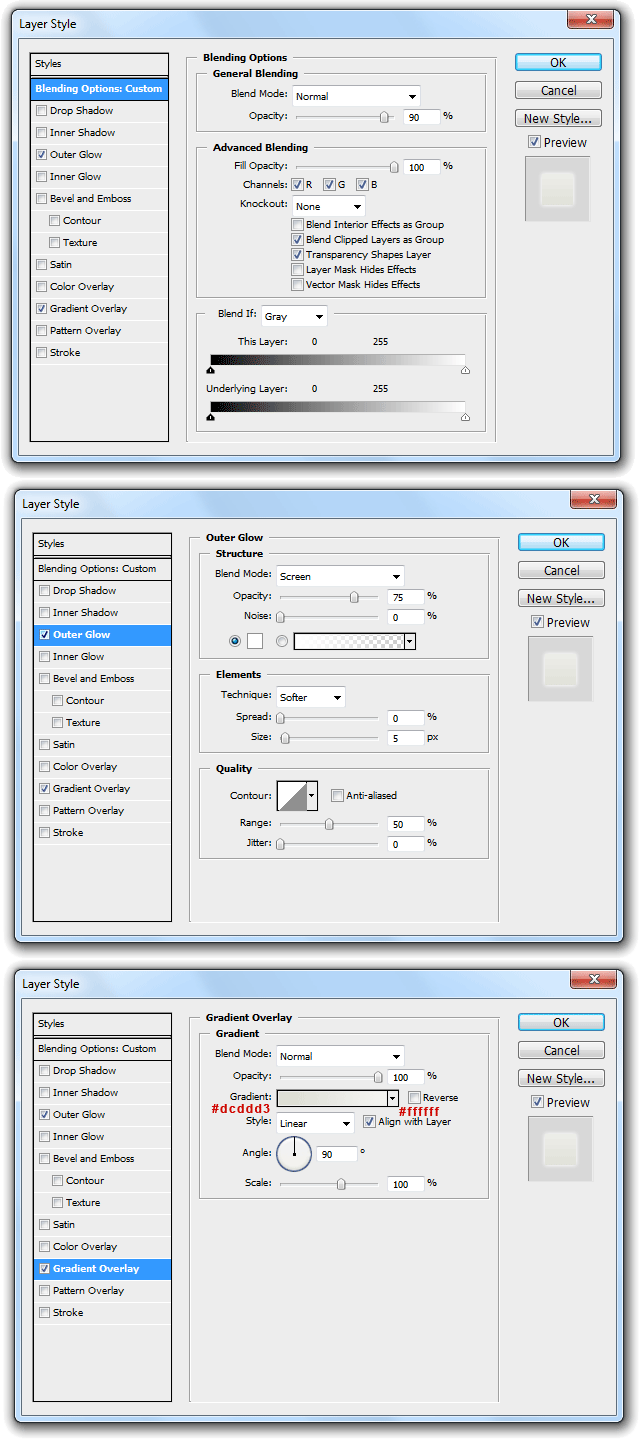 Layer Style
Styles
Blending Options: Custom
Drop Shadow
Inner Shadow
Outer Glow
Inner Glow
Bevel and Emboss
Contour
Texture
Satin
Color Overlay
Gradient Overlay
Pattern Overlay
Stroke
Blending Options
General Blending
Blend Mode: Normal
Opacity: 90 %
Advanced Blending
Fill Opacity: 100 %
Channels: R G B
Knockout: None
Blend Interior Effects as Group
Blend Clipped Layers as Group
Transparency Shapes Layer
Layer Mask Hides Effects
Vector Mask Hides Effects
Blend If: Gray
This Layer: 0 255
Underlying Layer: 0 255
OK
Cancel
New Style...
Preview
Layer Style
Styles
Blending Options: Custom
Drop Shadow
Inner Shadow
Outer Glow
Inner Glow
Bevel and Emboss
Contour
Texture
Satin
Color Overlay
Gradient Overlay
Pattern Overlay
Stroke
Outer Glow
Structure
Blend Mode: Screen
Opacity: 75 %
Noise: 0 %
Elements
Technique: Softer
Spread: 0 %
Size: 5 px
Quality
Contour: Anti-aliased
Range: 50 %
Jitter: 0 %
OK
Cancel
New Style...
Preview
Layer Style
Styles
Blending Options: Custom
Drop Shadow
Inner Shadow
Outer Glow
Inner Glow
Bevel and Emboss
Contour
Texture
Satin
Color Overlay
Gradient Overlay
Pattern Overlay
Stroke
Gradient Overlay
Gradient
Blend Mode: Normal
Opacity: 100 %
Gradient: Reverse
#dcddd3 #ffffff
Style: Linear Align with Layer
Angle: 90 °
Scale: 100 %
OK
Cancel
New Style...
Preview